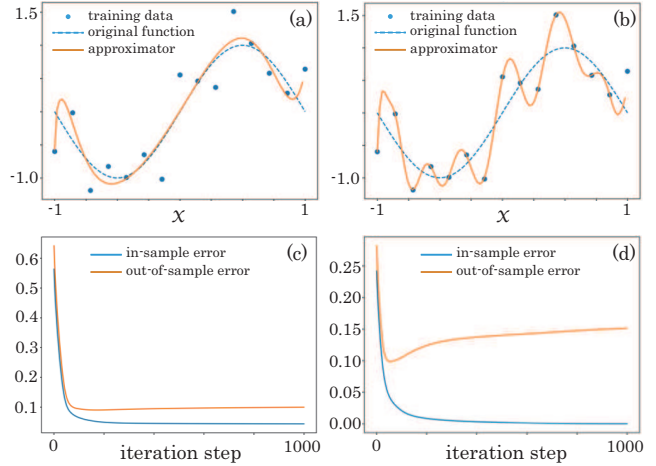 1.5
training data
original function
approximator
(a)
-1.0
-1
x
1
1.5
training data
original function
approximator
(b)
-1.0
-1
x
1
0.6
0.5
0.4
0.3
0.2
0.1
in-sample error
out-of-sample error
(c)
0
iteration step
1000
0.25
0.20
0.15
0.10
0.05
0.00
in-sample error
out-of-sample error
(d)
0
iteration step
1000